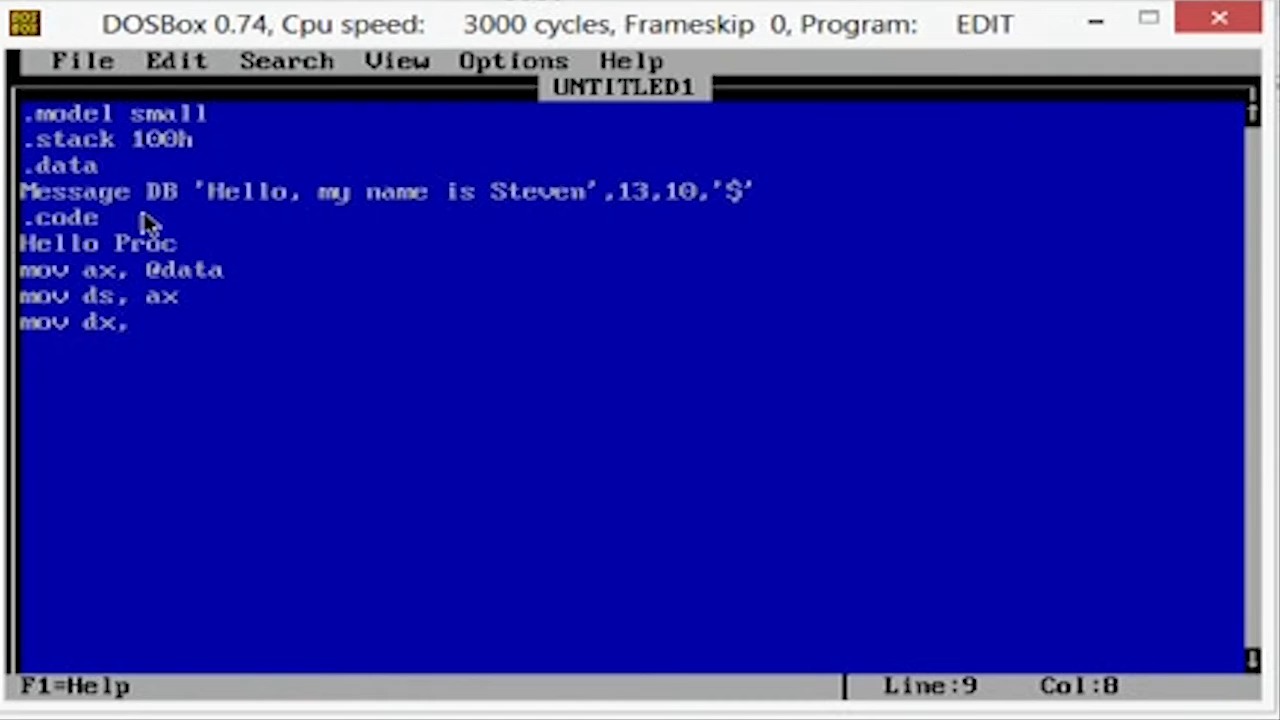 DOSBox 0.74, Cpu speed: 3000 cycles, Frameskip 0, Program: EDIT
File Edit Search View Options Help
UNTITLED1
.model small
.stack 100h
.data
Message DB 'Hello, my name is Steven',13,10,'$'
.code
Hello Proc
mov ax, @data
mov ds, ax
mov dx,
F1=Help Line:9 Col:8